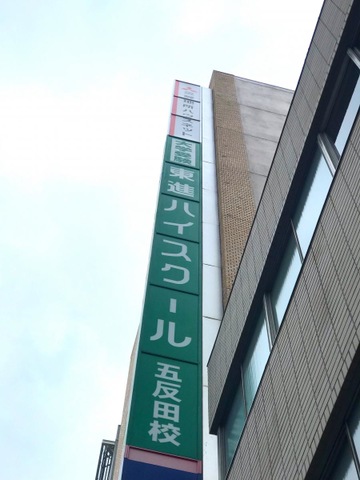 大学受験
東進ハイスクール
五反田校